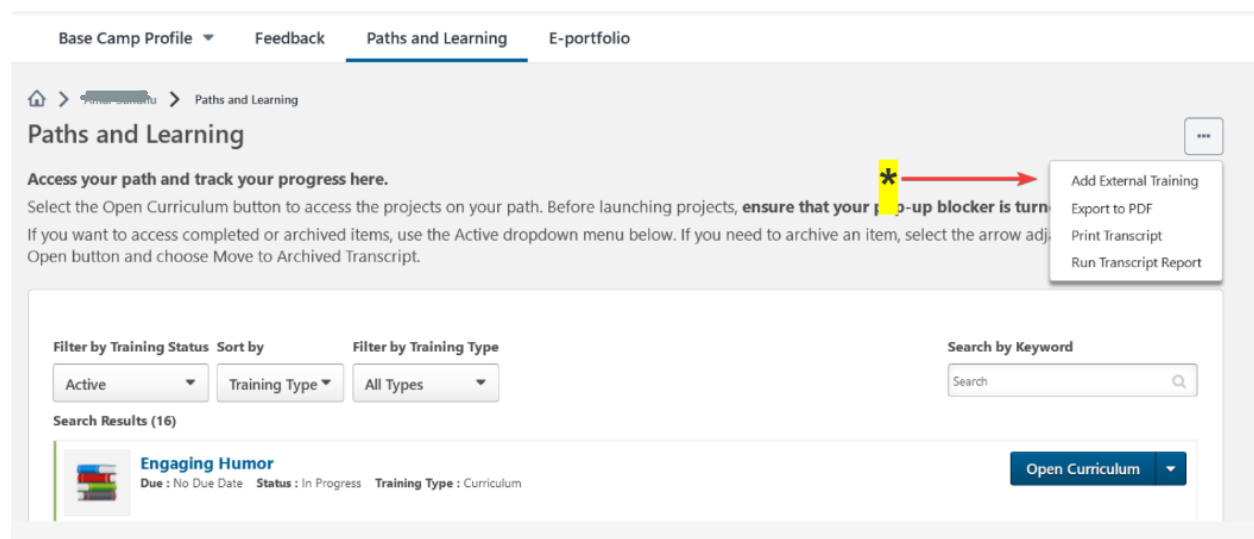 Base Camp Profile Feedback Paths and Learning E-portfolio
Paths and Learning
Paths and Learning
...
Access your path and track your progress here.
*
Add External Training
Select the Open Curriculum button to access the projects on your path. Before launching projects, ensure that your up blocker is
Export to PDF
If you want to access completed or archived items, use the Active dropdown menu below. If you need to archive an item, select the arrow
Print Transcript
Open button and choose Move to Archived Transcript.
Run Transcript Report
Filter by Training Status Sort by Filter by Training Type Search by Keyword
Active Training Type All Types Search
Search Results (16)
Engaging Humor
Due : No Due Date Status : In Progress Training Type : Curriculum
Open Curriculum